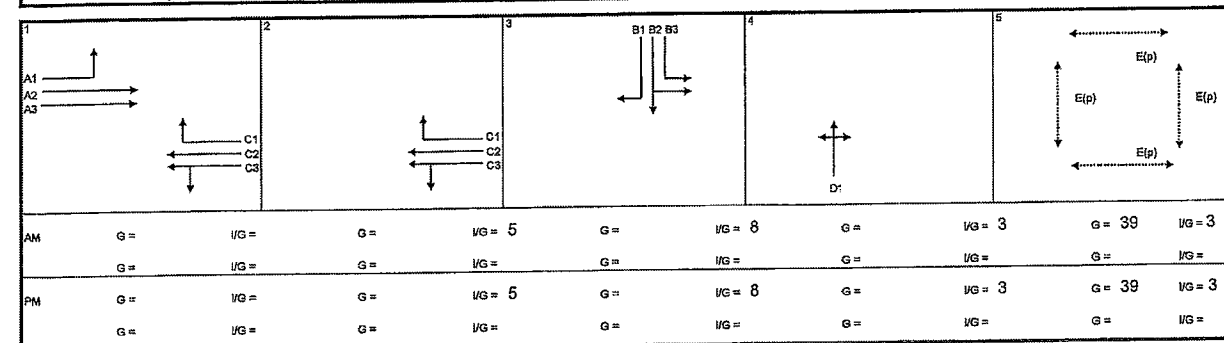 1 2 3 4 5
B1 B2 B3
E(p)
A1
A2
E(p) E(p)
A3
C1 C1
C2 C2
C3 C3
E(p)
D1
AM G = I/G = G = I/G = 5 G = I/G = 8 G = I/G = 3 G = 39 I/G = 3
G = I/G = G = I/G = G = I/G = G = I/G = G = I/G =
PM G = I/G = G = I/G = 5 G = I/G = 8 G = I/G = 3 G = 39 I/G = 3
G = I/G = G = I/G = G = I/G = G = I/G = G = I/G =